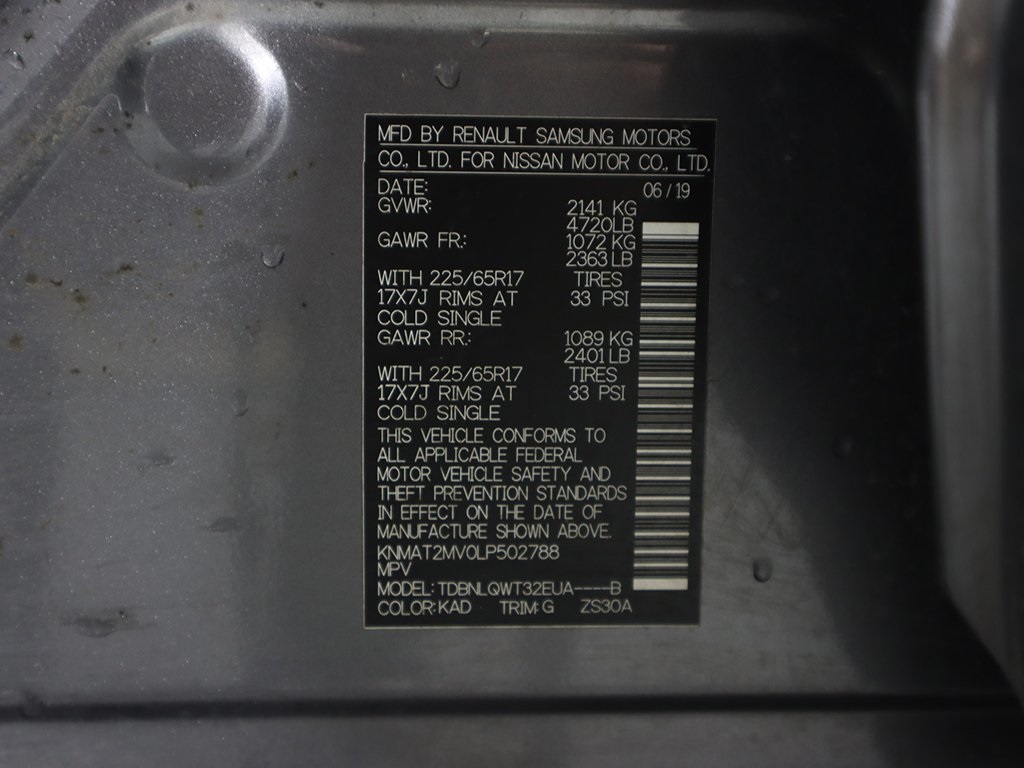 MFD BY RENAULT SAMSUNG MOTORS
CO., LTD. FOR NISSAN MOTOR CO., LTD.
DATE: 06/19
GVWR: 2141 KG
4720LB
GAWR FR.: 1072 KG
2363 LB
WITH 225/65R17 TIRES
17X7J RIMS AT 33 PSI
COLD SINGLE
GAWR RR.: 1089 KG
2401 LB
WITH 225/65R17 TIRES
17X7J RIMS AT 33 PSI
COLD SINGLE
THIS VEHICLE CONFORMS TO
ALL APPLICABLE FEDERAL
MOTOR VEHICLE SAFETY AND
THEFT PREVENTION STANDARDS
IN EFFECT ON THE DATE OF
MANUFACTURE SHOWN ABOVE.
KNMAT2MV0LP502788
MPV
MODEL: TDBNLQWT32EUA----B
COLOR: KAD TRIM: G ZS30A